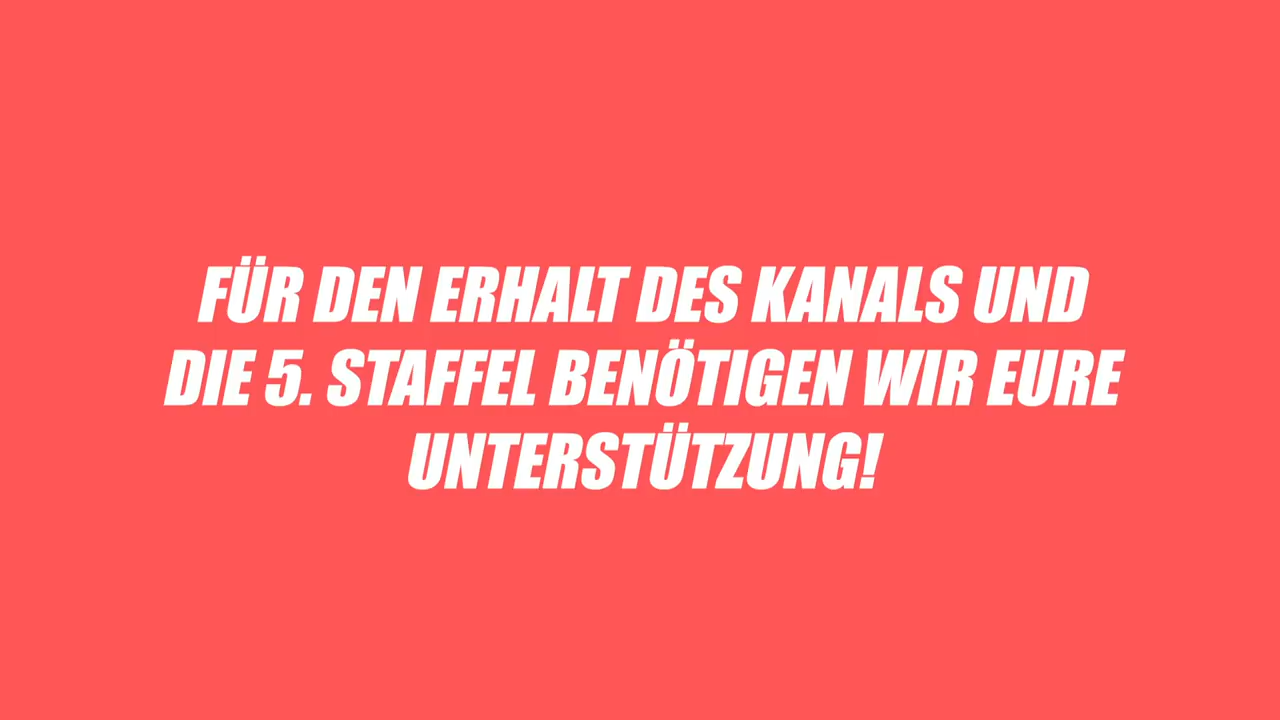 FÜR DEN ERHALT DES KANALS UND
DIE 5. STAFFEL BENÖTIGEN WIR EURE
UNTERSTÜTZUNG!